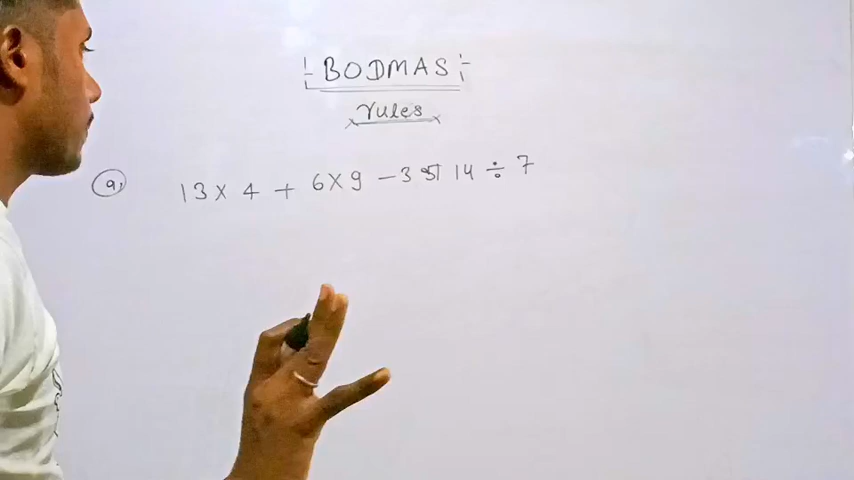 BODMAS
rules
a, 13 × 4 + 6 × 9 - 3 का 14 ÷ 7